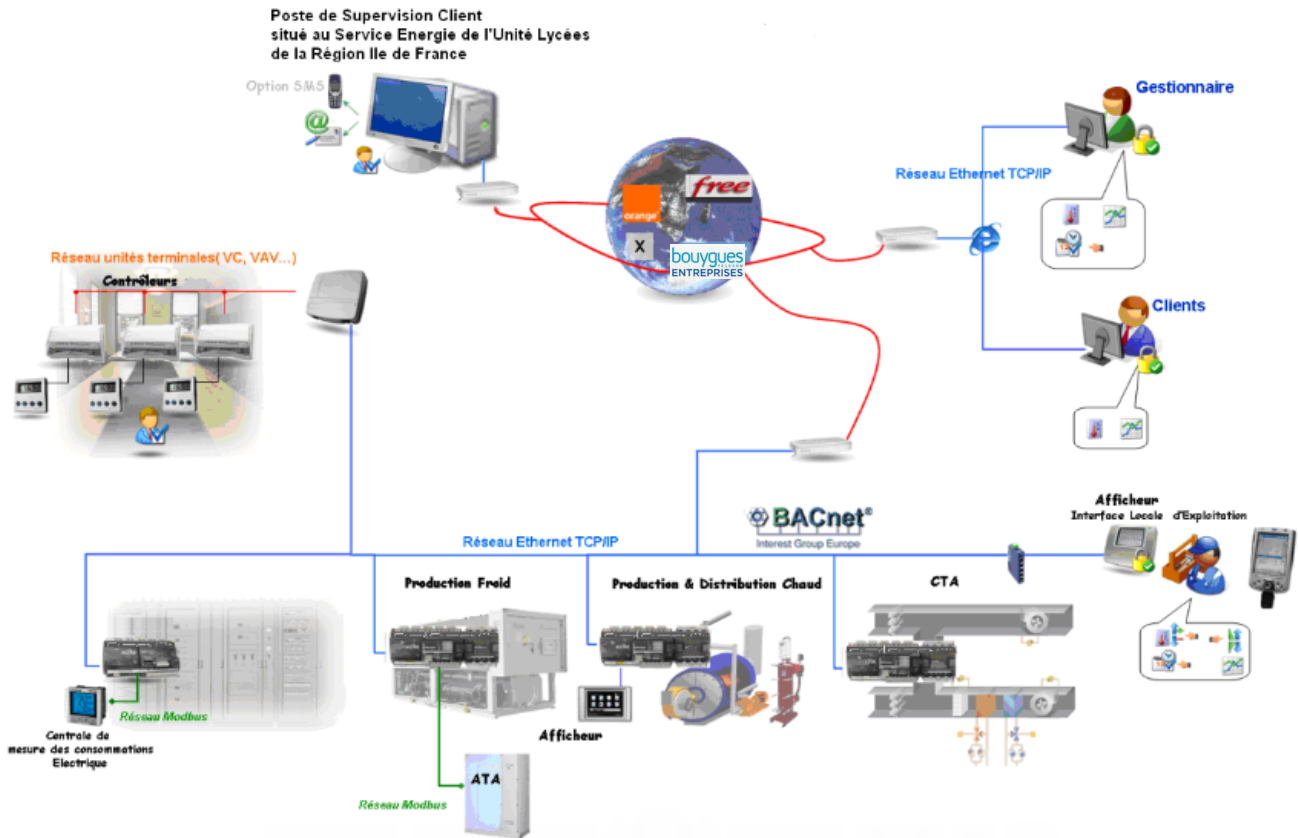 Poste de Supervision Client
situé au Service Energie de l'Unité Lycées
de la Région Ile de France
Option SMS
@
Gestionnaire
Réseau Ethernet TCP/IP
free
orange
X
bouygues
TELECOM
ENTREPRISES
Réseau unités terminales( VC, VAV...)
Contrôleurs
Clients
BACnet®
Interest Group Europe
Afficheur
Interface Locale d'Exploitation
Réseau Ethernet TCP/IP
Production Froid
Production & Distribution Chaud
CTA
Réseau Modbus
Centrale de
mesure des consommations
Electrique
Afficheur
ATA
Réseau Modbus